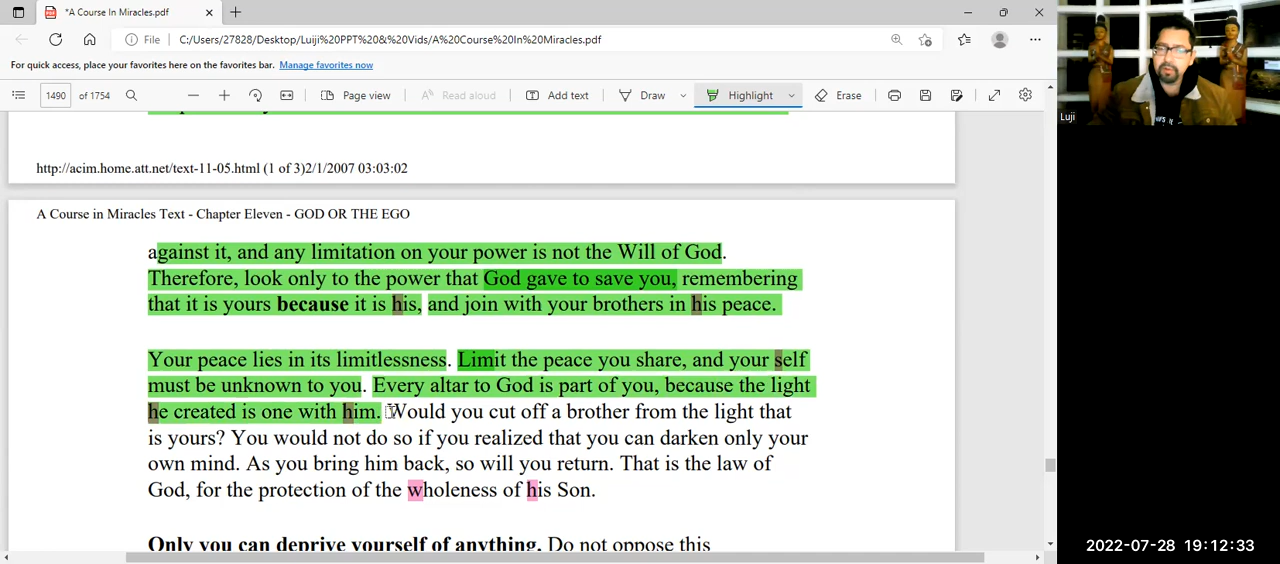 *A Course In Miracles.pdf
File
C:/Users/27828/Desktop/Luiji%20PPT%20&%20Vids/A%20Course%20In%20Miracles.pdf
For quick access, place your favorites here on the favorites bar. Manage favorites now
1490 of 1754
Page view
Read aloud
Add text
Draw
Highlight
Erase
Luji
http://acim.home.att.net/text-11-05.html (1 of 3)2/1/2007 03:03:02
A Course in Miracles Text - Chapter Eleven - GOD OR THE EGO
against it, and any limitation on your power is not the Will of God.
Therefore, look only to the power that God gave to save you, remembering
that it is yours because it is his, and join with your brothers in his peace.
Your peace lies in its limitlessness. Limit the peace you share, and your self
must be unknown to you. Every altar to God is part of you, because the light
he created is one with him. Would you cut off a brother from the light that
is yours? You would not do so if you realized that you can darken only your
own mind. As you bring him back, so will you return. That is the law of
God, for the protection of the wholeness of his Son.
Only you can deprive yourself of anything. Do not oppose this
2022-07-28 19:12:33